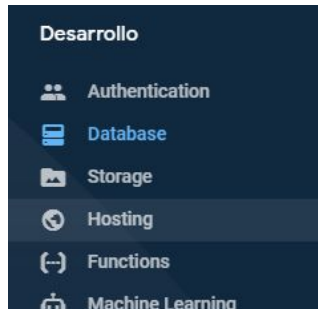 Desarrollo
Authentication
Database
Storage
Hosting
Functions
Machine Learning